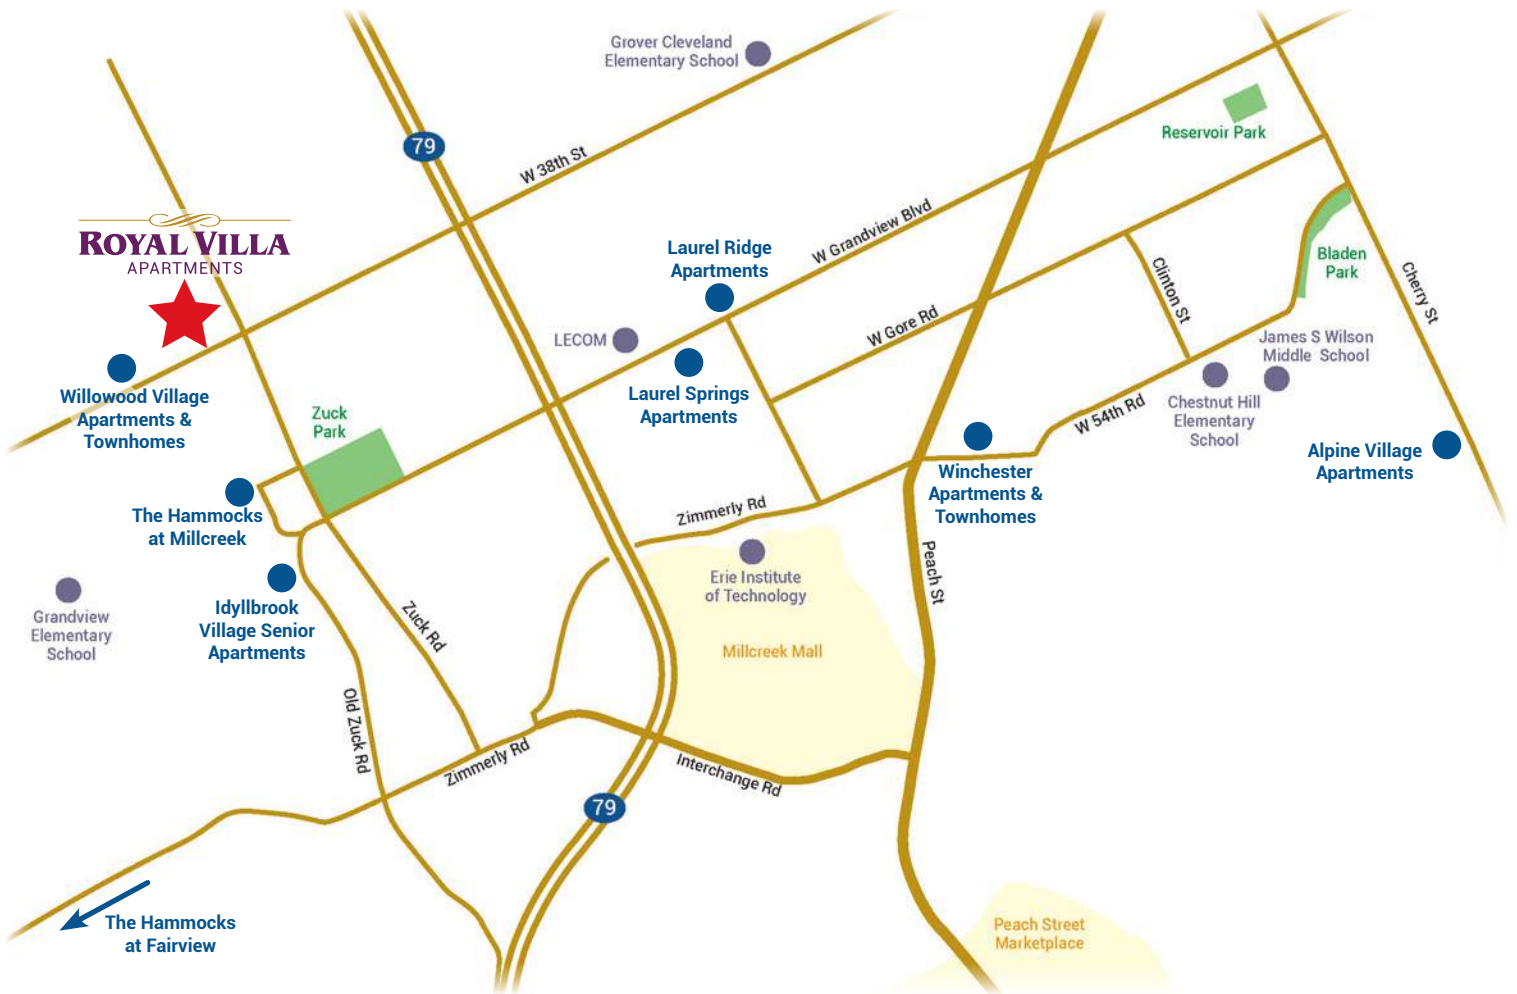 Grover Cleveland
Elementary School
79
W 38th St
Reservoir Park
ROYAL VILLA
APARTMENTS
Laurel Ridge
Apartments
W Grandview Blvd
Clinton St
Bladen
Park
Cherry St
LECOM
W Gore Rd
James S Wilson
Middle School
Willowood Village
Apartments &
Townhomes
Zuck
Park
Laurel Springs
Apartments
W 54th Rd
Chestnut Hill
Elementary
School
Alpine Village
Apartments
Winchester
Apartments &
Townhomes
The Hammocks
at Millcreek
Zimmerly Rd
Peach St
Erie Institute
of Technology
Grandview
Elementary
School
Idyllbrook
Village Senior
Apartments
Zuck Rd
Millcreek Mall
Old Zuck Rd
Zimmerly Rd
Interchange Rd
79
The Hammocks
at Fairview
Peach Street
Marketplace